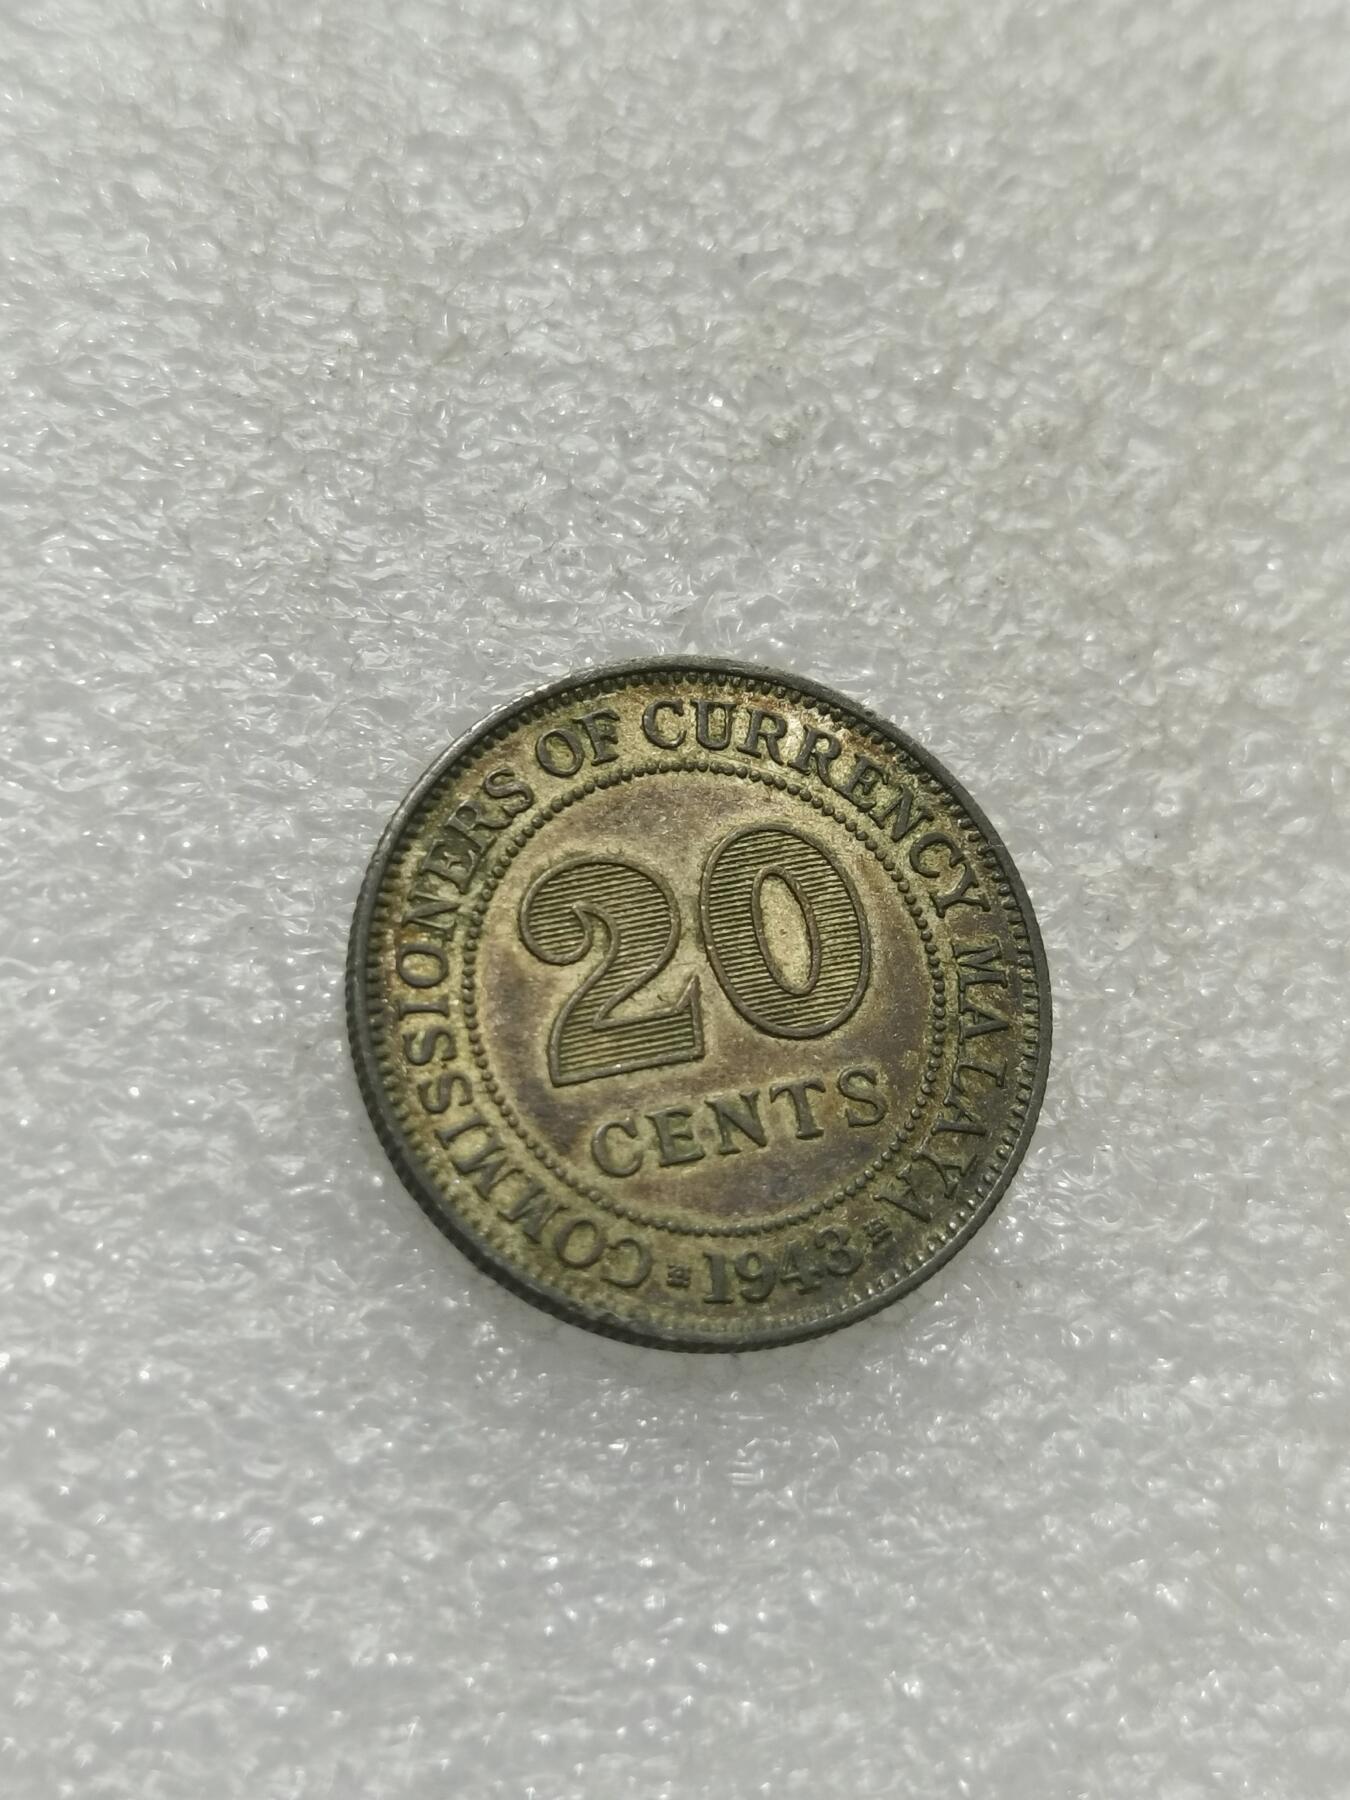 COMMISSIONERS OF CURRENCY MALAYA
20
CENTS
1943